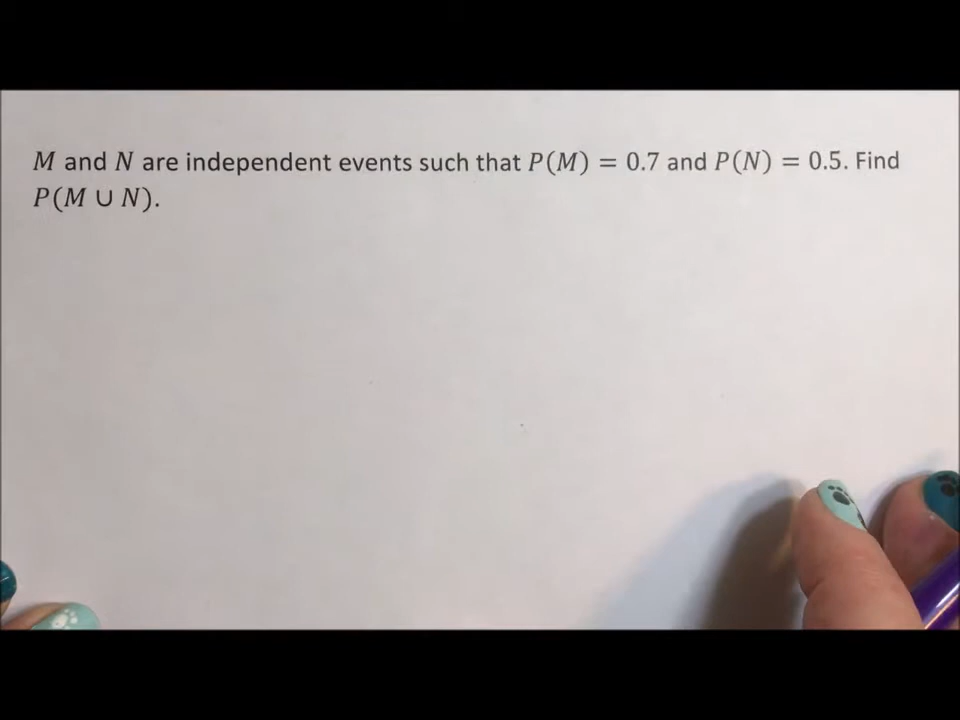 M and N are independent events such that P(M) = 0.7 and P(N) = 0.5. Find
P(M ∪ N).